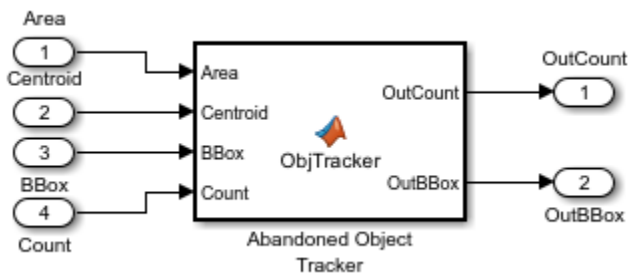 Area
1
Centroid
2
3
BBox
4
Count
Area
Centroid
BBox
Count
ObjTracker
OutCount
OutBBox
Abandoned Object
Tracker
OutCount
1
2
OutBBox